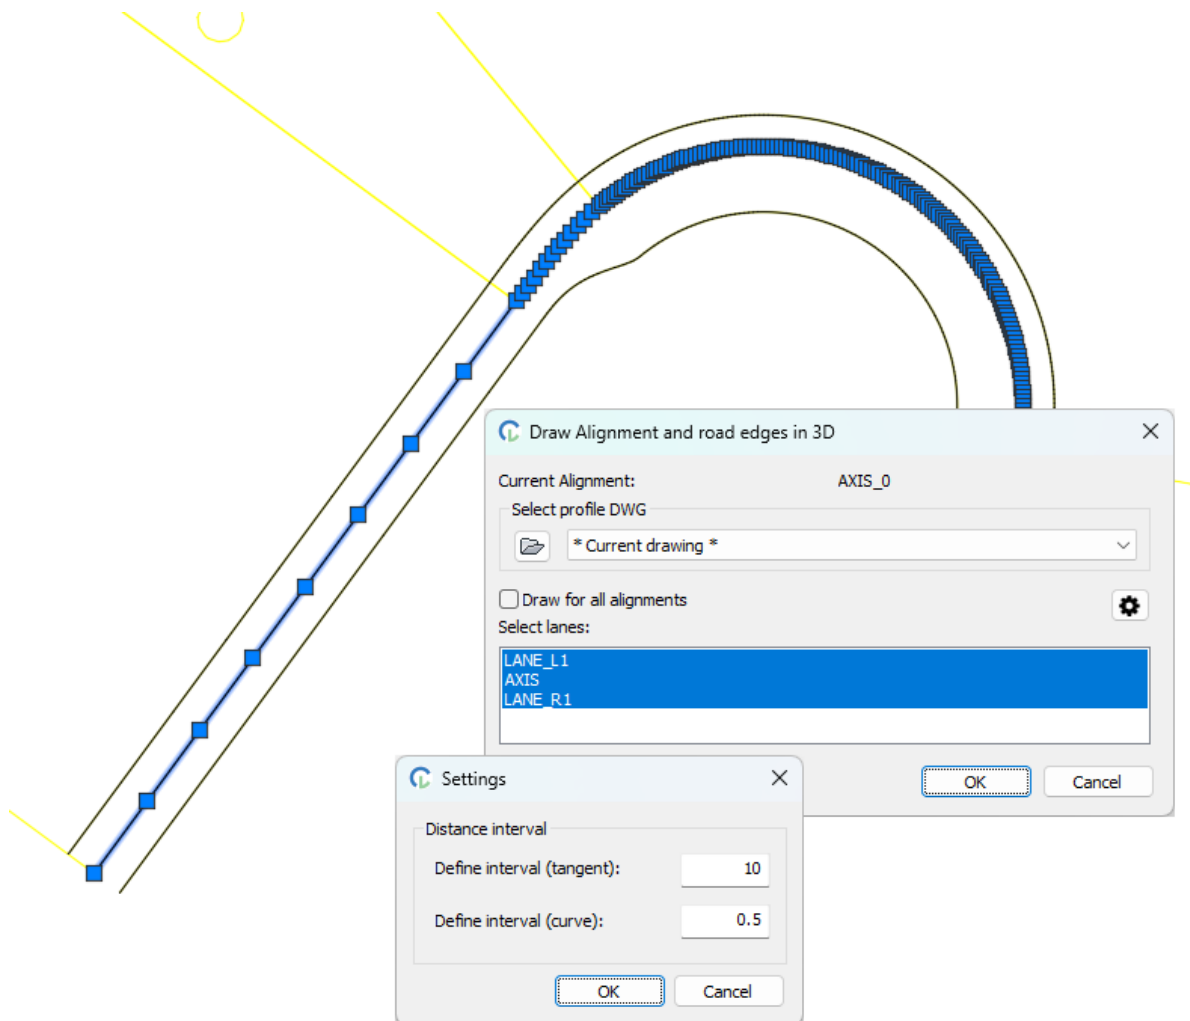 Draw Alignment and road edges in 3D
Current Alignment: AXIS_0
Select profile DWG
* Current drawing *
Draw for all alignments
Select lanes:
LANE_L1
AXIS
LANE_R1
OK Cancel
Settings
Distance interval
Define interval (tangent): 10
Define interval (curve): 0.5
OK Cancel